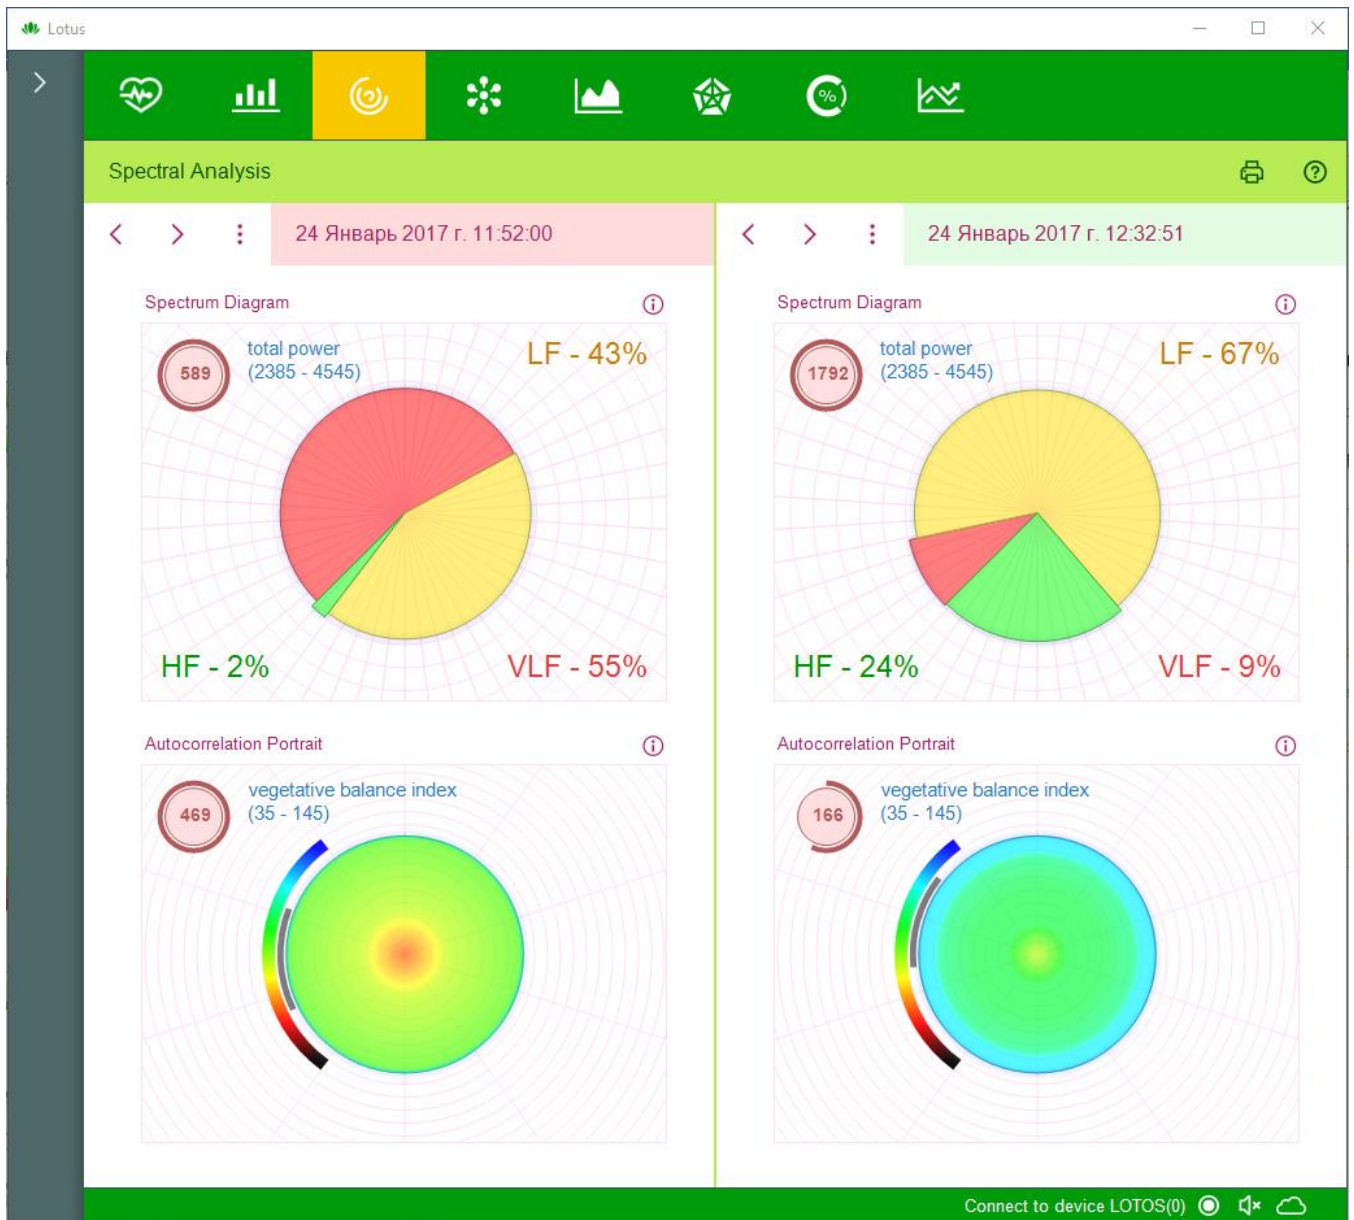 Lotus
Spectral Analysis
24 Январь 2017 г. 11:52:00
24 Январь 2017 г. 12:32:51
Spectrum Diagram
589
total power
(2385 - 4545)
LF - 43%
HF - 2%
VLF - 55%
Spectrum Diagram
1792
total power
(2385 - 4545)
LF - 67%
HF - 24%
VLF - 9%
Autocorrelation Portrait
469
vegetative balance index
(35 - 145)
Autocorrelation Portrait
166
vegetative balance index
(35 - 145)
Connect to device LOTOS(0)